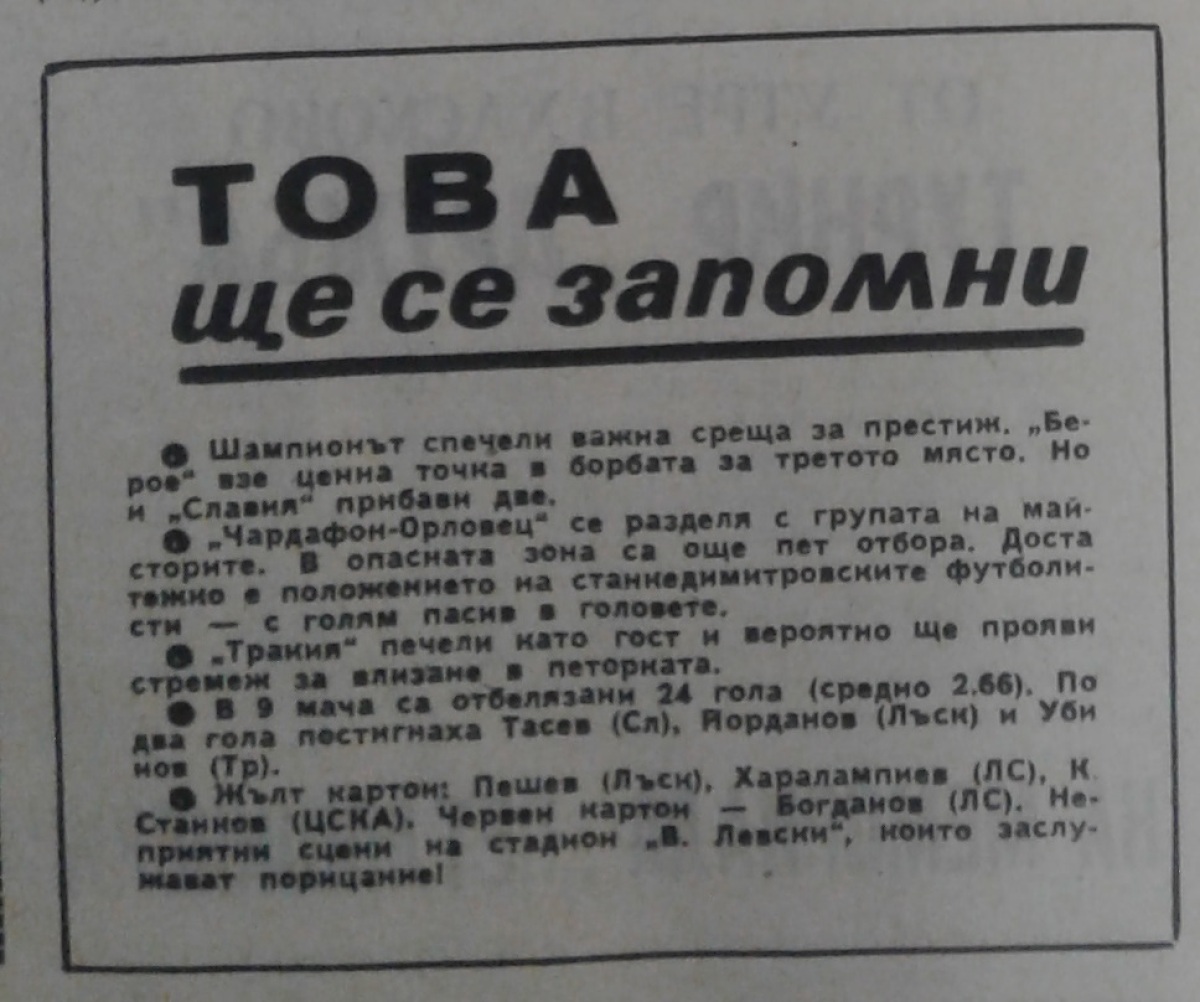 ТОВА
ще се запомни
● Шампионът спечели важна среща за престиж. „Бе-
рое“ взе ценна точка в борбата за третото място. Но
и „Славия“ прибави две.
● „Чардафон-Орловец“ се разделя с групата на май-
сторите. В опасната зона са още пет отбора. Доста
тежко е положението на станкедимитровските футболи-
сти — с голям пасив в головете.
● „Тракия“ печели като гост и вероятно ще прояви
стремеж за влизане в петорката.
● В 9 мача са отбелязани 24 гола (средно 2.66). По
два гола постигнаха Тасев (Сл), Йорданов (Лъск) и Уби
нов (Тр).
● Жълт картон: Пешев (Лъск), Харалампиев (ЛС), К.
Станков (ЦСКА). Червен картон — Богданов (ЛС). Не-
приятни сцени на стадион „В. Левски“, които заслу-
жават порицание!